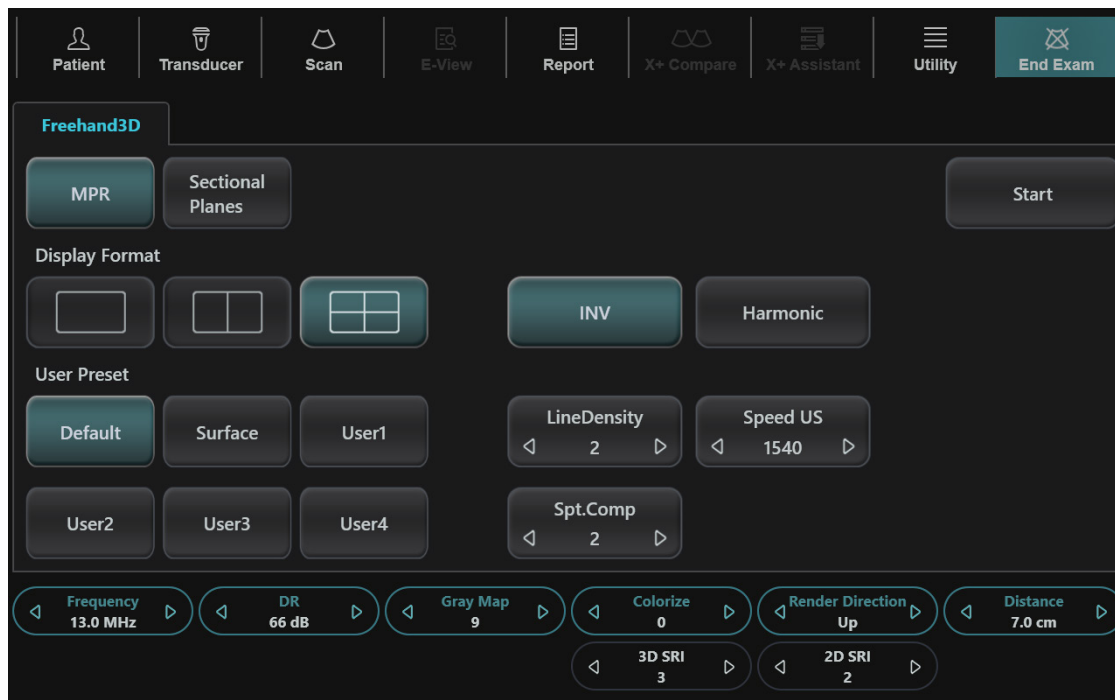 Patient
Transducer
Scan
E-View
Report
X+ Compare
X+ Assistant
Utility
End Exam
Freehand3D
MPR
Sectional
Planes
Start
Display Format
INV
Harmonic
User Preset
Default
Surface
User1
LineDensity
2
Speed US
1540
User2
User3
User4
Spt.Comp
2
Frequency
13.0 MHz
DR
66 dB
Gray Map
9
Colorize
0
Render Direction
Up
Distance
7.0 cm
3D SRI
3
2D SRI
2